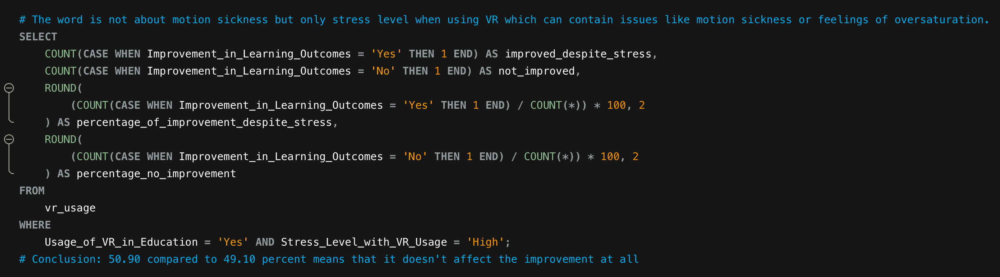 # The word is not about motion sickness but only stress level when using VR which can contain issues like motion sickness or feelings of oversaturation.
SELECT
    COUNT(CASE WHEN Improvement_in_Learning_Outcomes = 'Yes' THEN 1 END) AS improved_despite_stress,
    COUNT(CASE WHEN Improvement_in_Learning_Outcomes = 'No' THEN 1 END) AS not_improved,
    ROUND(
        (COUNT(CASE WHEN Improvement_in_Learning_Outcomes = 'Yes' THEN 1 END) / COUNT(*)) * 100, 2
    ) AS percentage_of_improvement_despite_stress,
    ROUND(
        (COUNT(CASE WHEN Improvement_in_Learning_Outcomes = 'No' THEN 1 END) / COUNT(*)) * 100, 2
    ) AS percentage_no_improvement
FROM
    vr_usage
WHERE
    Usage_of_VR_in_Education = 'Yes' AND Stress_Level_with_VR_Usage = 'High';
# Conclusion: 50.90 compared to 49.10 percent means that it doesn't affect the improvement at all